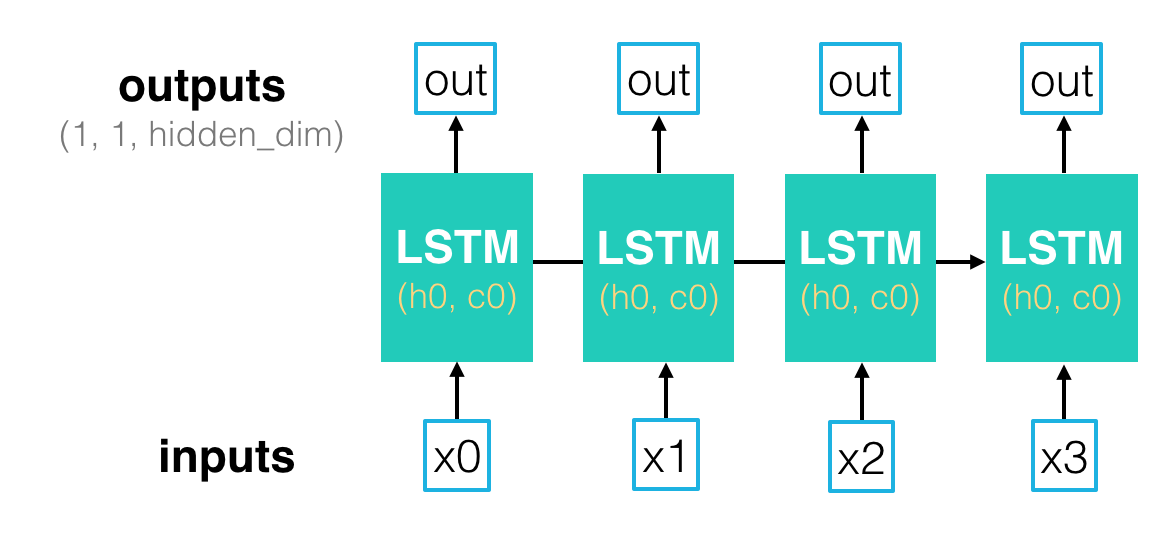 outputs
(1, 1, hidden_dim)
out out out out
LSTM LSTM LSTM LSTM
(h0, c0) (h0, c0) (h0, c0) (h0, c0)
inputs
x0 x1 x2 x3